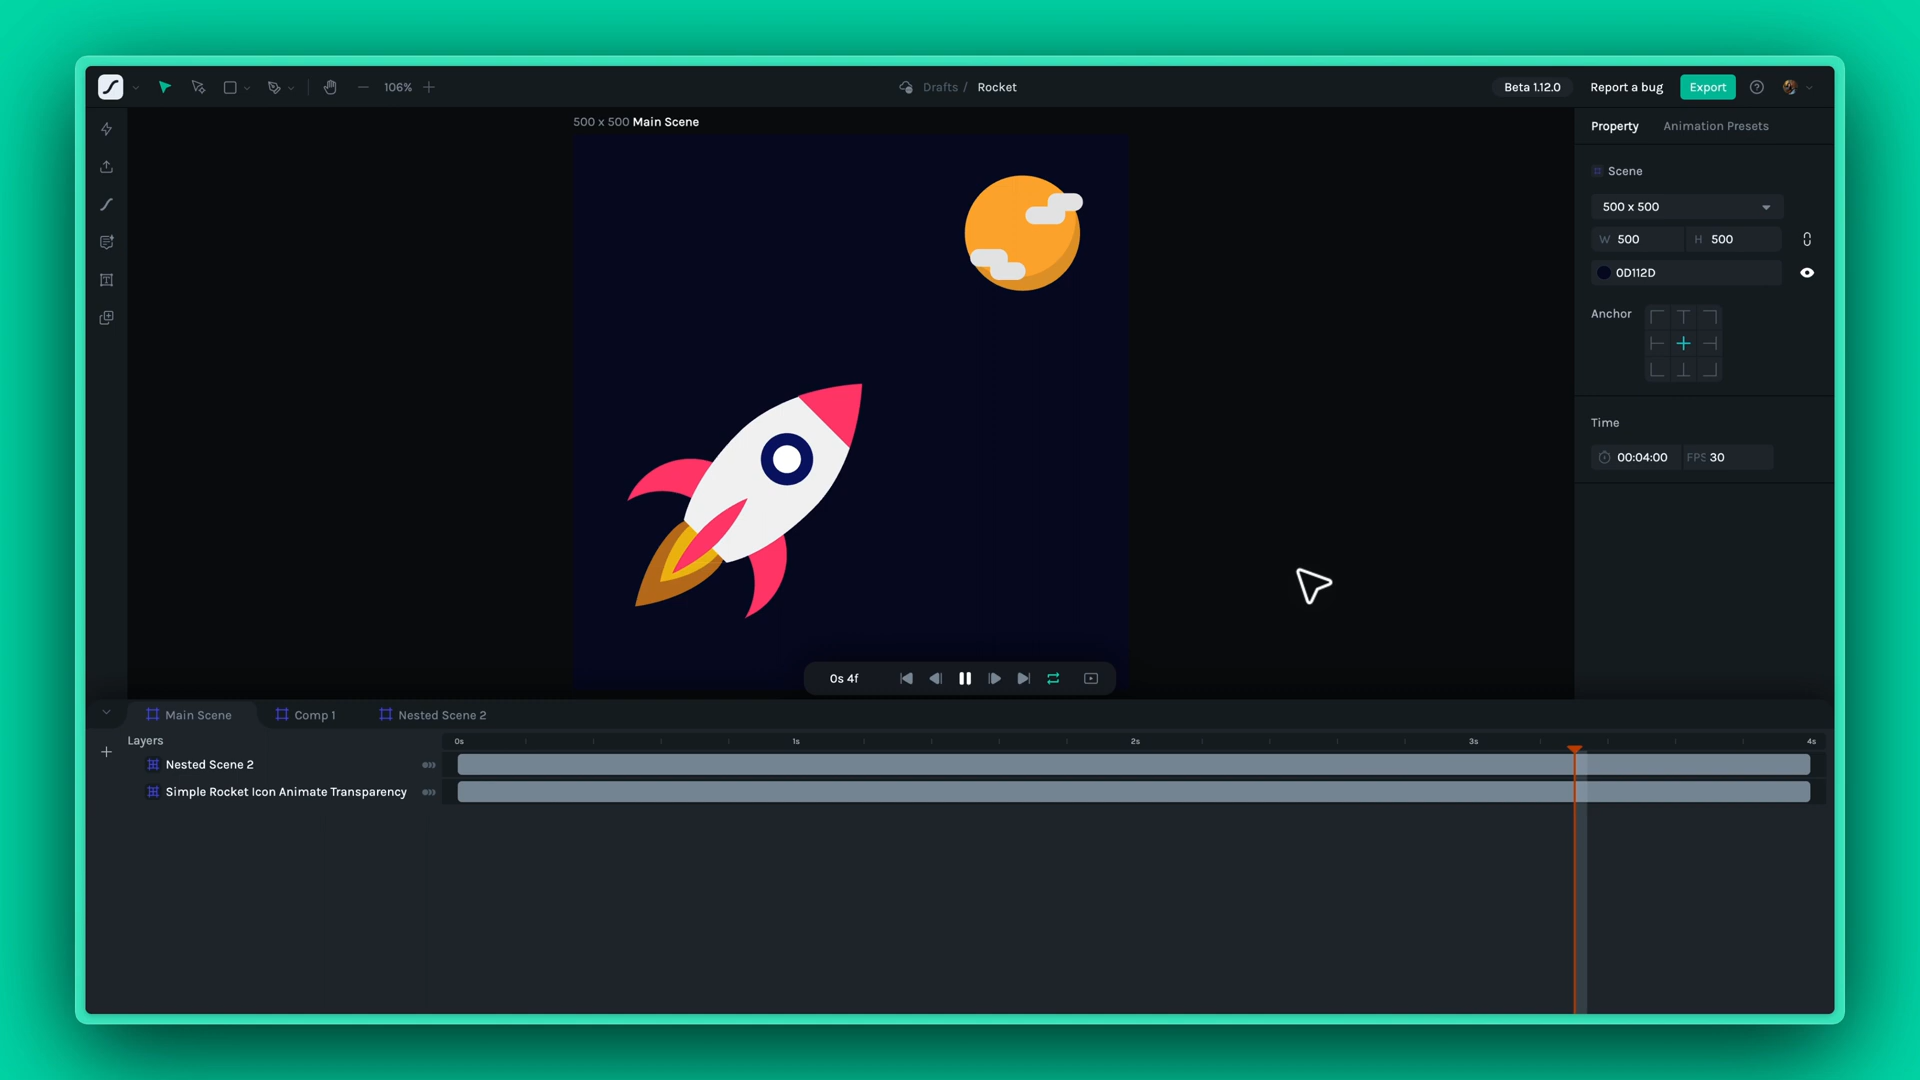 106%
Drafts / Rocket
Beta 1.12.0
Report a bug
Export
500 x 500 Main Scene
Property
Animation Presets
Scene
500 x 500
W 500
H 500
0D112D
Anchor
Time
00:04:00
FPS 30
0s 4f
Main Scene
Comp 1
Nested Scene 2
Layers
0s
1s
2s
3s
4s
Nested Scene 2
Simple Rocket Icon Animate Transparency